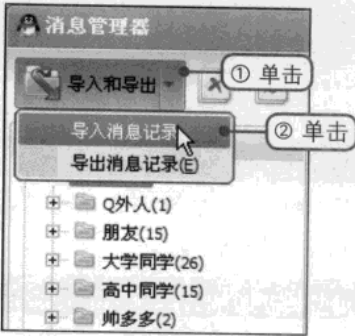 消息管理器
导入和导出
① 单击
导入消息记录
② 单击
导出消息记录(E)
Q外人(1)
朋友(15)
大学同学(26)
高中同学(15)
帅多多(2)